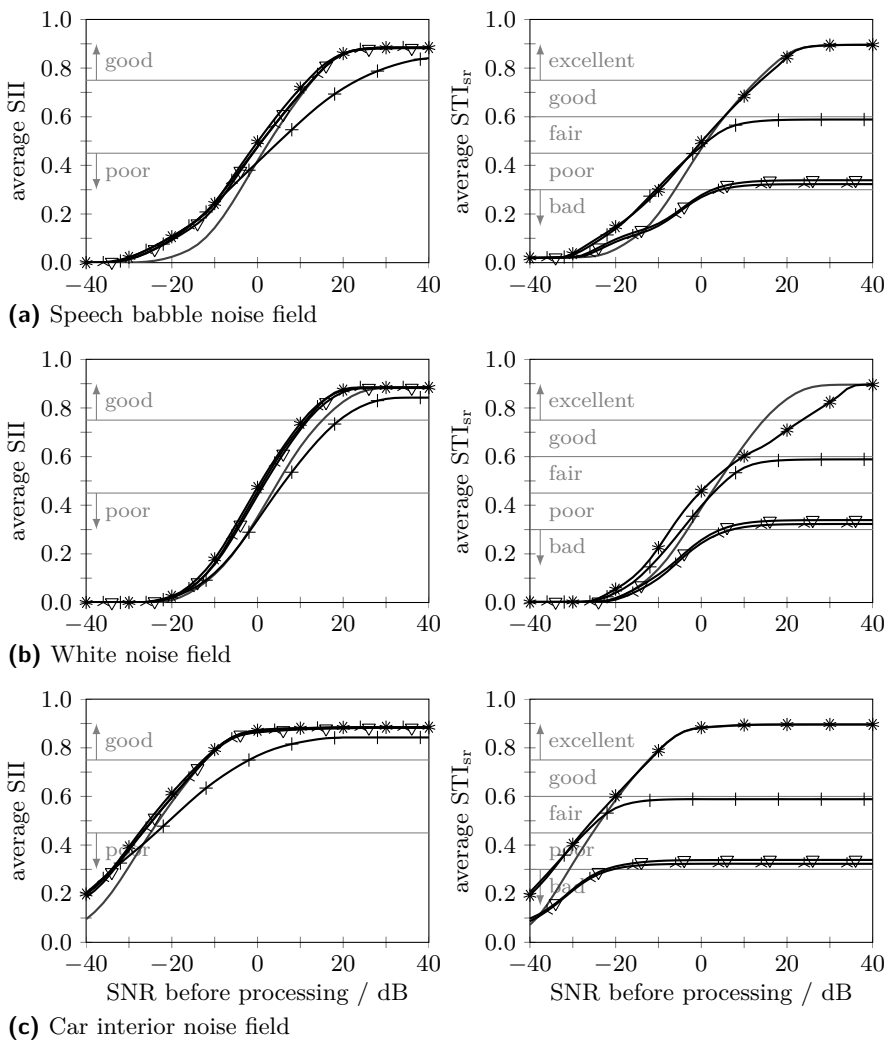 1.0
0.8
0.6
0.4
0.2
0.0
average SII
good
poor
−40 −20 0 20 40
1.0
0.8
0.6
0.4
0.2
0.0
average STIsr
excellent
good
fair
poor
bad
−40 −20 0 20 40
(a) Speech babble noise field
1.0
0.8
0.6
0.4
0.2
0.0
average SII
good
poor
−40 −20 0 20 40
1.0
0.8
0.6
0.4
0.2
0.0
average STIsr
excellent
good
fair
poor
bad
−40 −20 0 20 40
(b) White noise field
1.0
0.8
0.6
0.4
0.2
0.0
average SII
good
poor
−40 −20 0 20 40
SNR before processing / dB
1.0
0.8
0.6
0.4
0.2
0.0
average STIsr
excellent
good
fair
poor
bad
−40 −20 0 20 40
SNR before processing / dB
(c) Car interior noise field